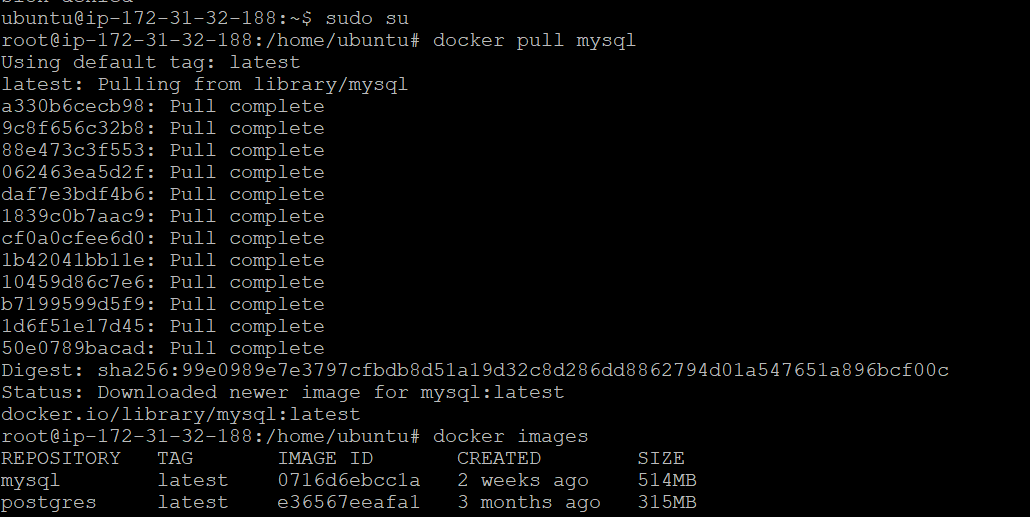 ubuntu@ip-172-31-32-188:~$ sudo su
root@ip-172-31-32-188:/home/ubuntu# docker pull mysql
Using default tag: latest
latest: Pulling from library/mysql
a330b6cecb98: Pull complete
9c8f656c32b8: Pull complete
88e473c3f553: Pull complete
062463ea5d2f: Pull complete
daf7e3bdf4b6: Pull complete
1839c0b7aac9: Pull complete
cf0a0cfee6d0: Pull complete
1b42041bb11e: Pull complete
10459d86c7e6: Pull complete
b7199599d5f9: Pull complete
1d6f51e17d45: Pull complete
50e0789bacad: Pull complete
Digest: sha256:99e0989e7e3797cfbdb8d51a19d32c8d286dd8862794d01a547651a896bcf00c
Status: Downloaded newer image for mysql:latest
docker.io/library/mysql:latest
root@ip-172-31-32-188:/home/ubuntu# docker images
REPOSITORY TAG IMAGE ID CREATED SIZE
mysql latest 0716d6ebcc1a 2 weeks ago 514MB
postgres latest e36567eeafa1 3 months ago 315MB